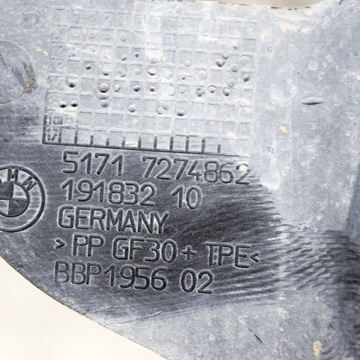 5171 7274862
191832 10
GERMANY
>PP GF30+TPE<
BBP1956 02